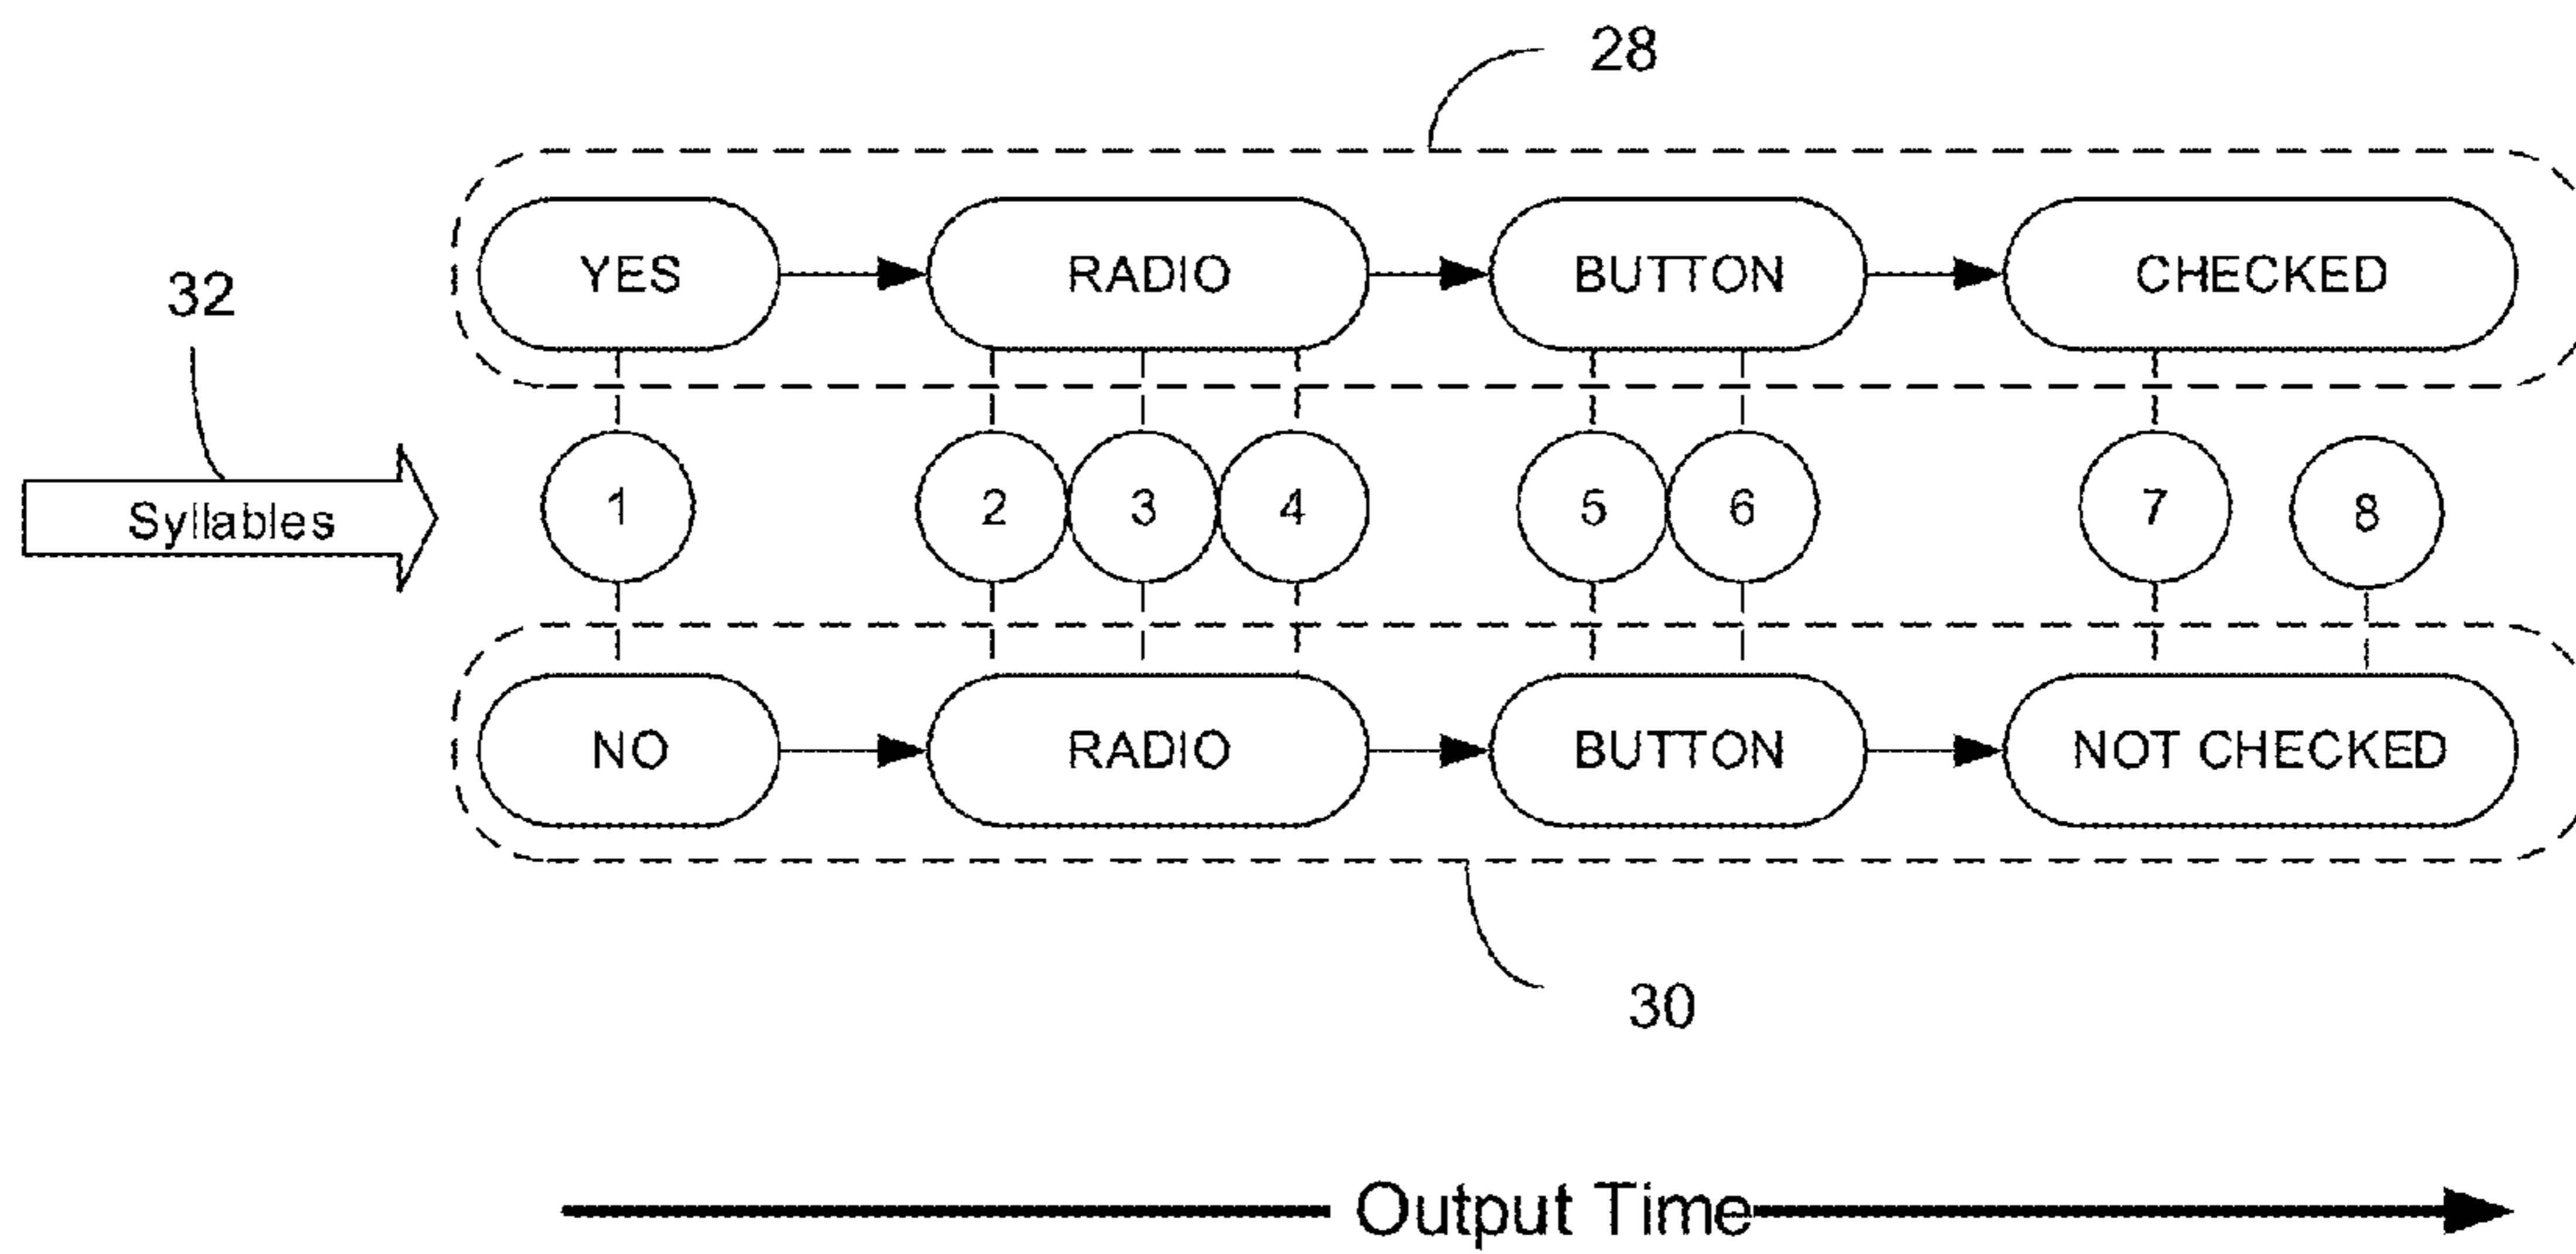 28
YES RADIO BUTTON CHECKED
32
Syllables 1 2 3 4 5 6 7 8
NO RADIO BUTTON NOT CHECKED
30
Output Time